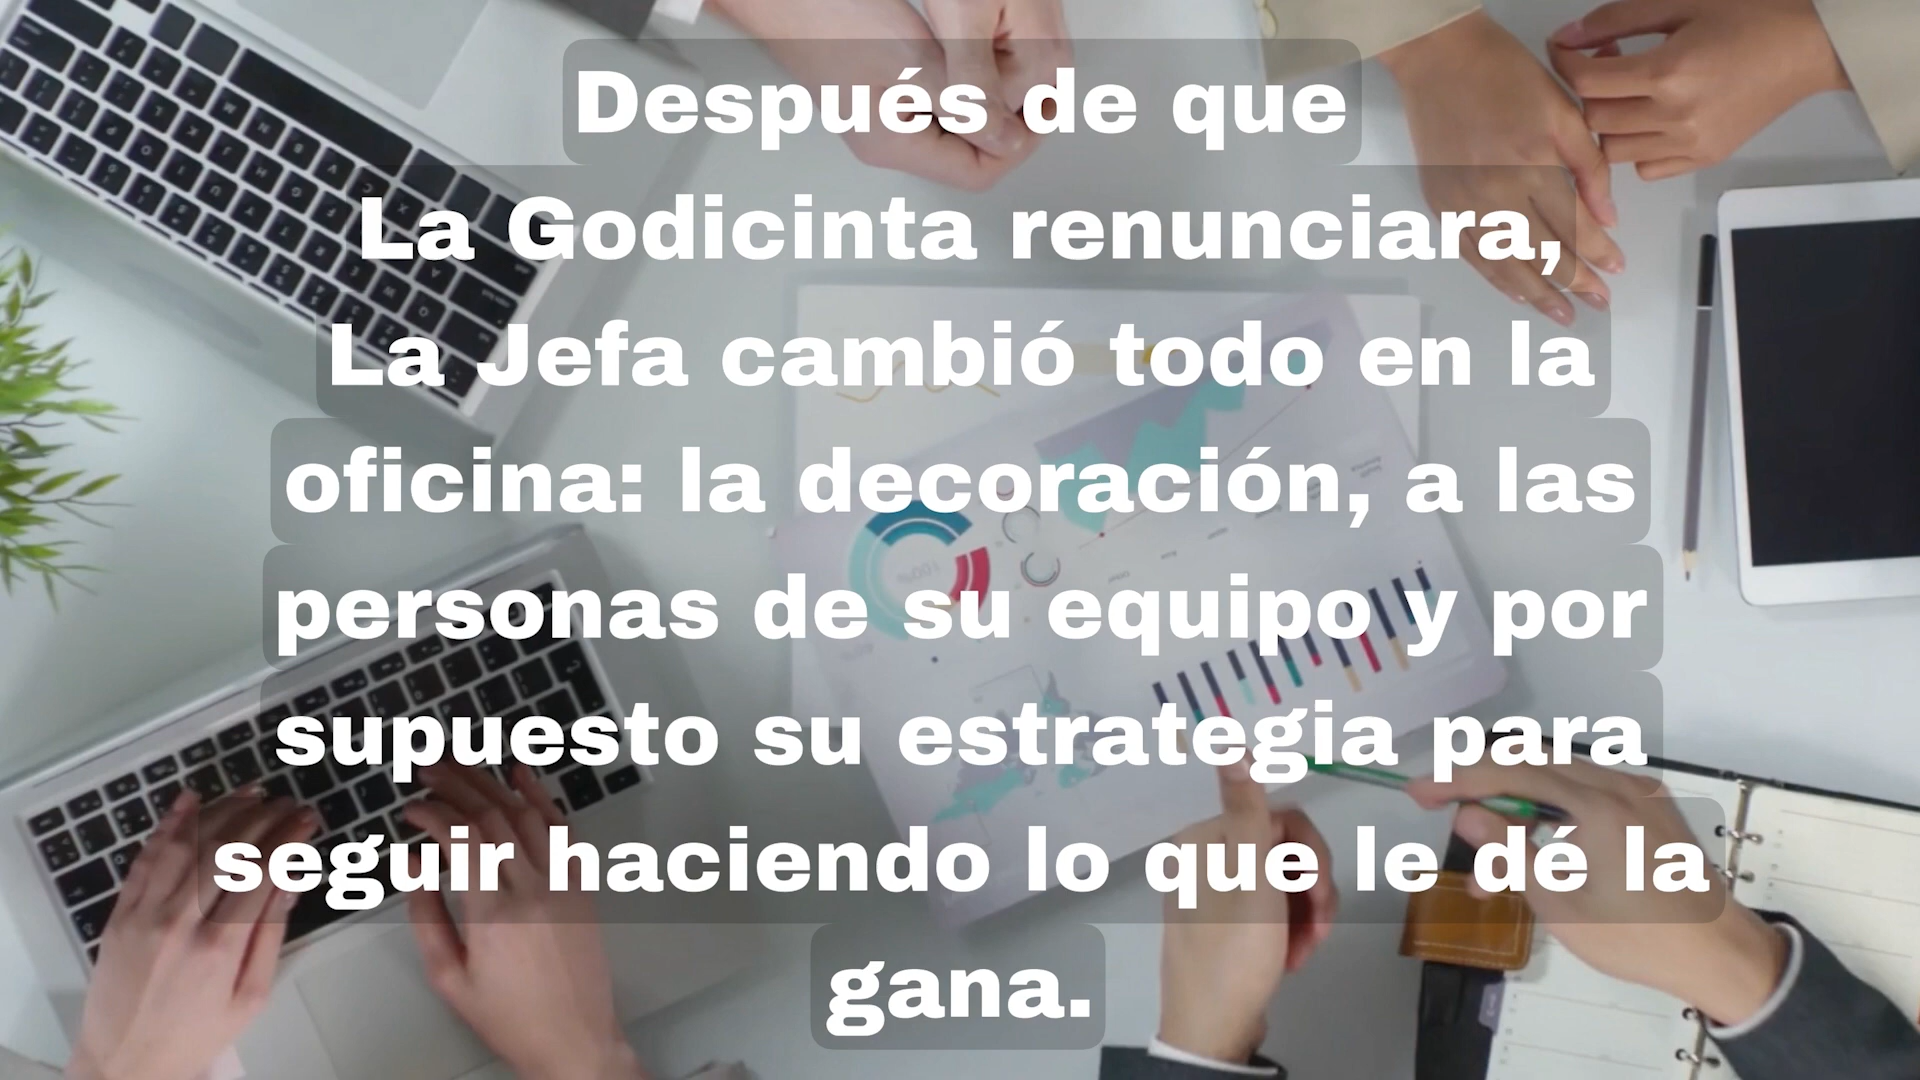 Después de que
La Godicinta renunciara,
La Jefa cambió todo en la
oficina: la decoración, a las
personas de su equipo y por
supuesto su estrategia para
seguir haciendo lo que le dé la
gana.